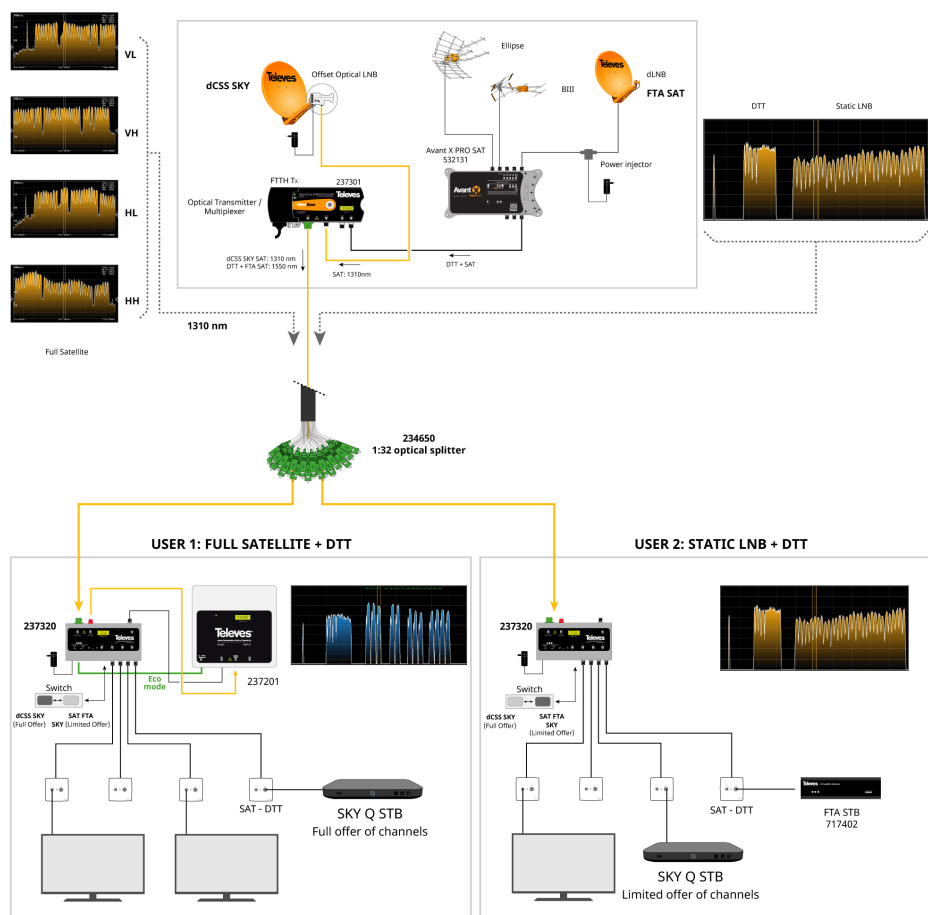 VL
VH
HL
HH
Full Satellite
1310 nm
dCSS SKY
Offset Optical LNB
Televes
Ellipse
BIII
dLNB
FTA SAT
Televes
Avant X PRO SAT
532131
Avant X
Power injector
FTTH Tx
237301
Televes
Optical Transmitter /
Multiplexer
dCSS SKY SAT: 1310 nm
DTT + FTA SAT: 1550 nm
SAT: 1310nm
DTT + SAT
DTT
Static LNB
234650
1:32 optical splitter
USER 1: FULL SATELLITE + DTT
237320
Televes
Televes
237201
Eco
mode
Switch
dCSS SKY
(Full Offer)
SAT FTA
SKY (Limited Offer)
SAT - DTT
SKY Q STB
Full offer of channels
USER 2: STATIC LNB + DTT
237320
Televes
Switch
dCSS SKY
(Full Offer)
SAT FTA
SKY
(Limited Offer)
SAT - DTT
Televes
FTA STB
717402
SKY Q STB
Limited offer of channels